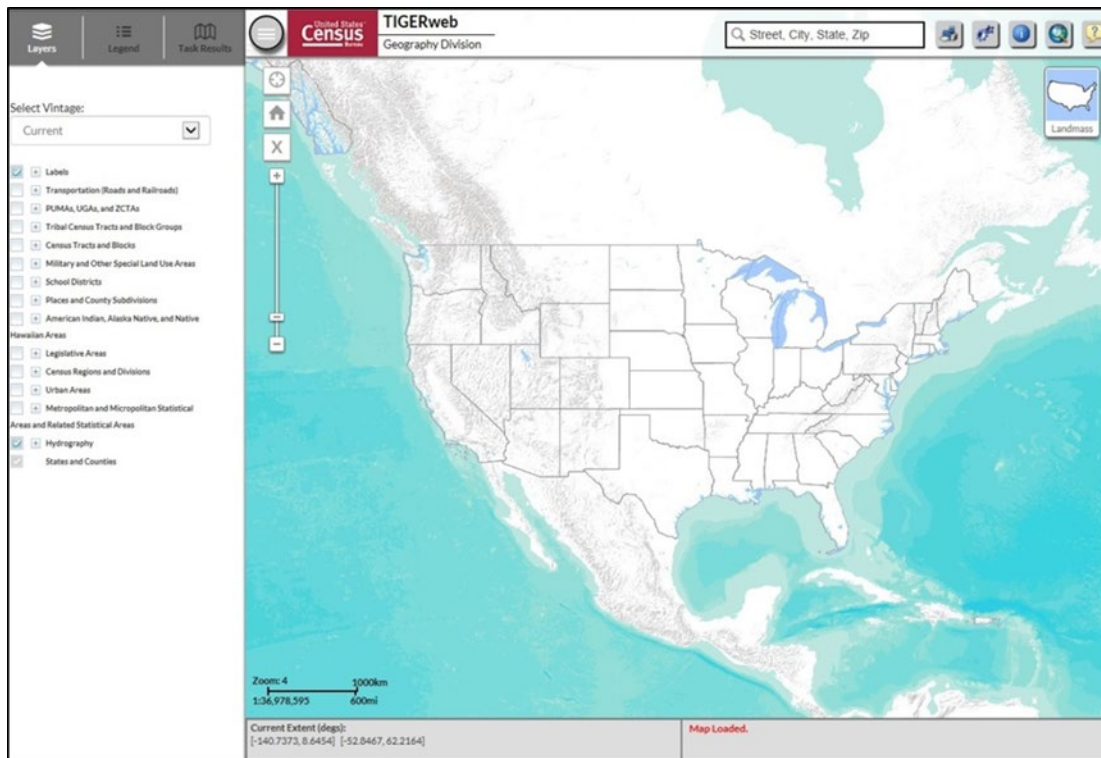 Layers
Legend
Task Results
United States®
Census
Bureau
TIGERweb
Geography Division
Street, City, State, Zip
Select Vintage:
Current
Labels
Transportation (Roads and Railroads)
PUMAs, UGAs, and ZCTAs
Tribal Census Tracts and Block Groups
Census Tracts and Blocks
Military and Other Special Land Use Areas
School Districts
Places and County Subdivisions
American Indian, Alaska Native, and Native
Hawaiian Areas
Legislative Areas
Census Regions and Divisions
Urban Areas
Metropolitan and Micropolitan Statistical
Areas and Related Statistical Areas
Hydrography
States and Counties
X
Landmass
Zoom: 4
1000km
1:36,978,595
600mi
Current Extent (degs):
[-140.7373, 8.6454] [-52.8467, 62.2164]
Map Loaded.